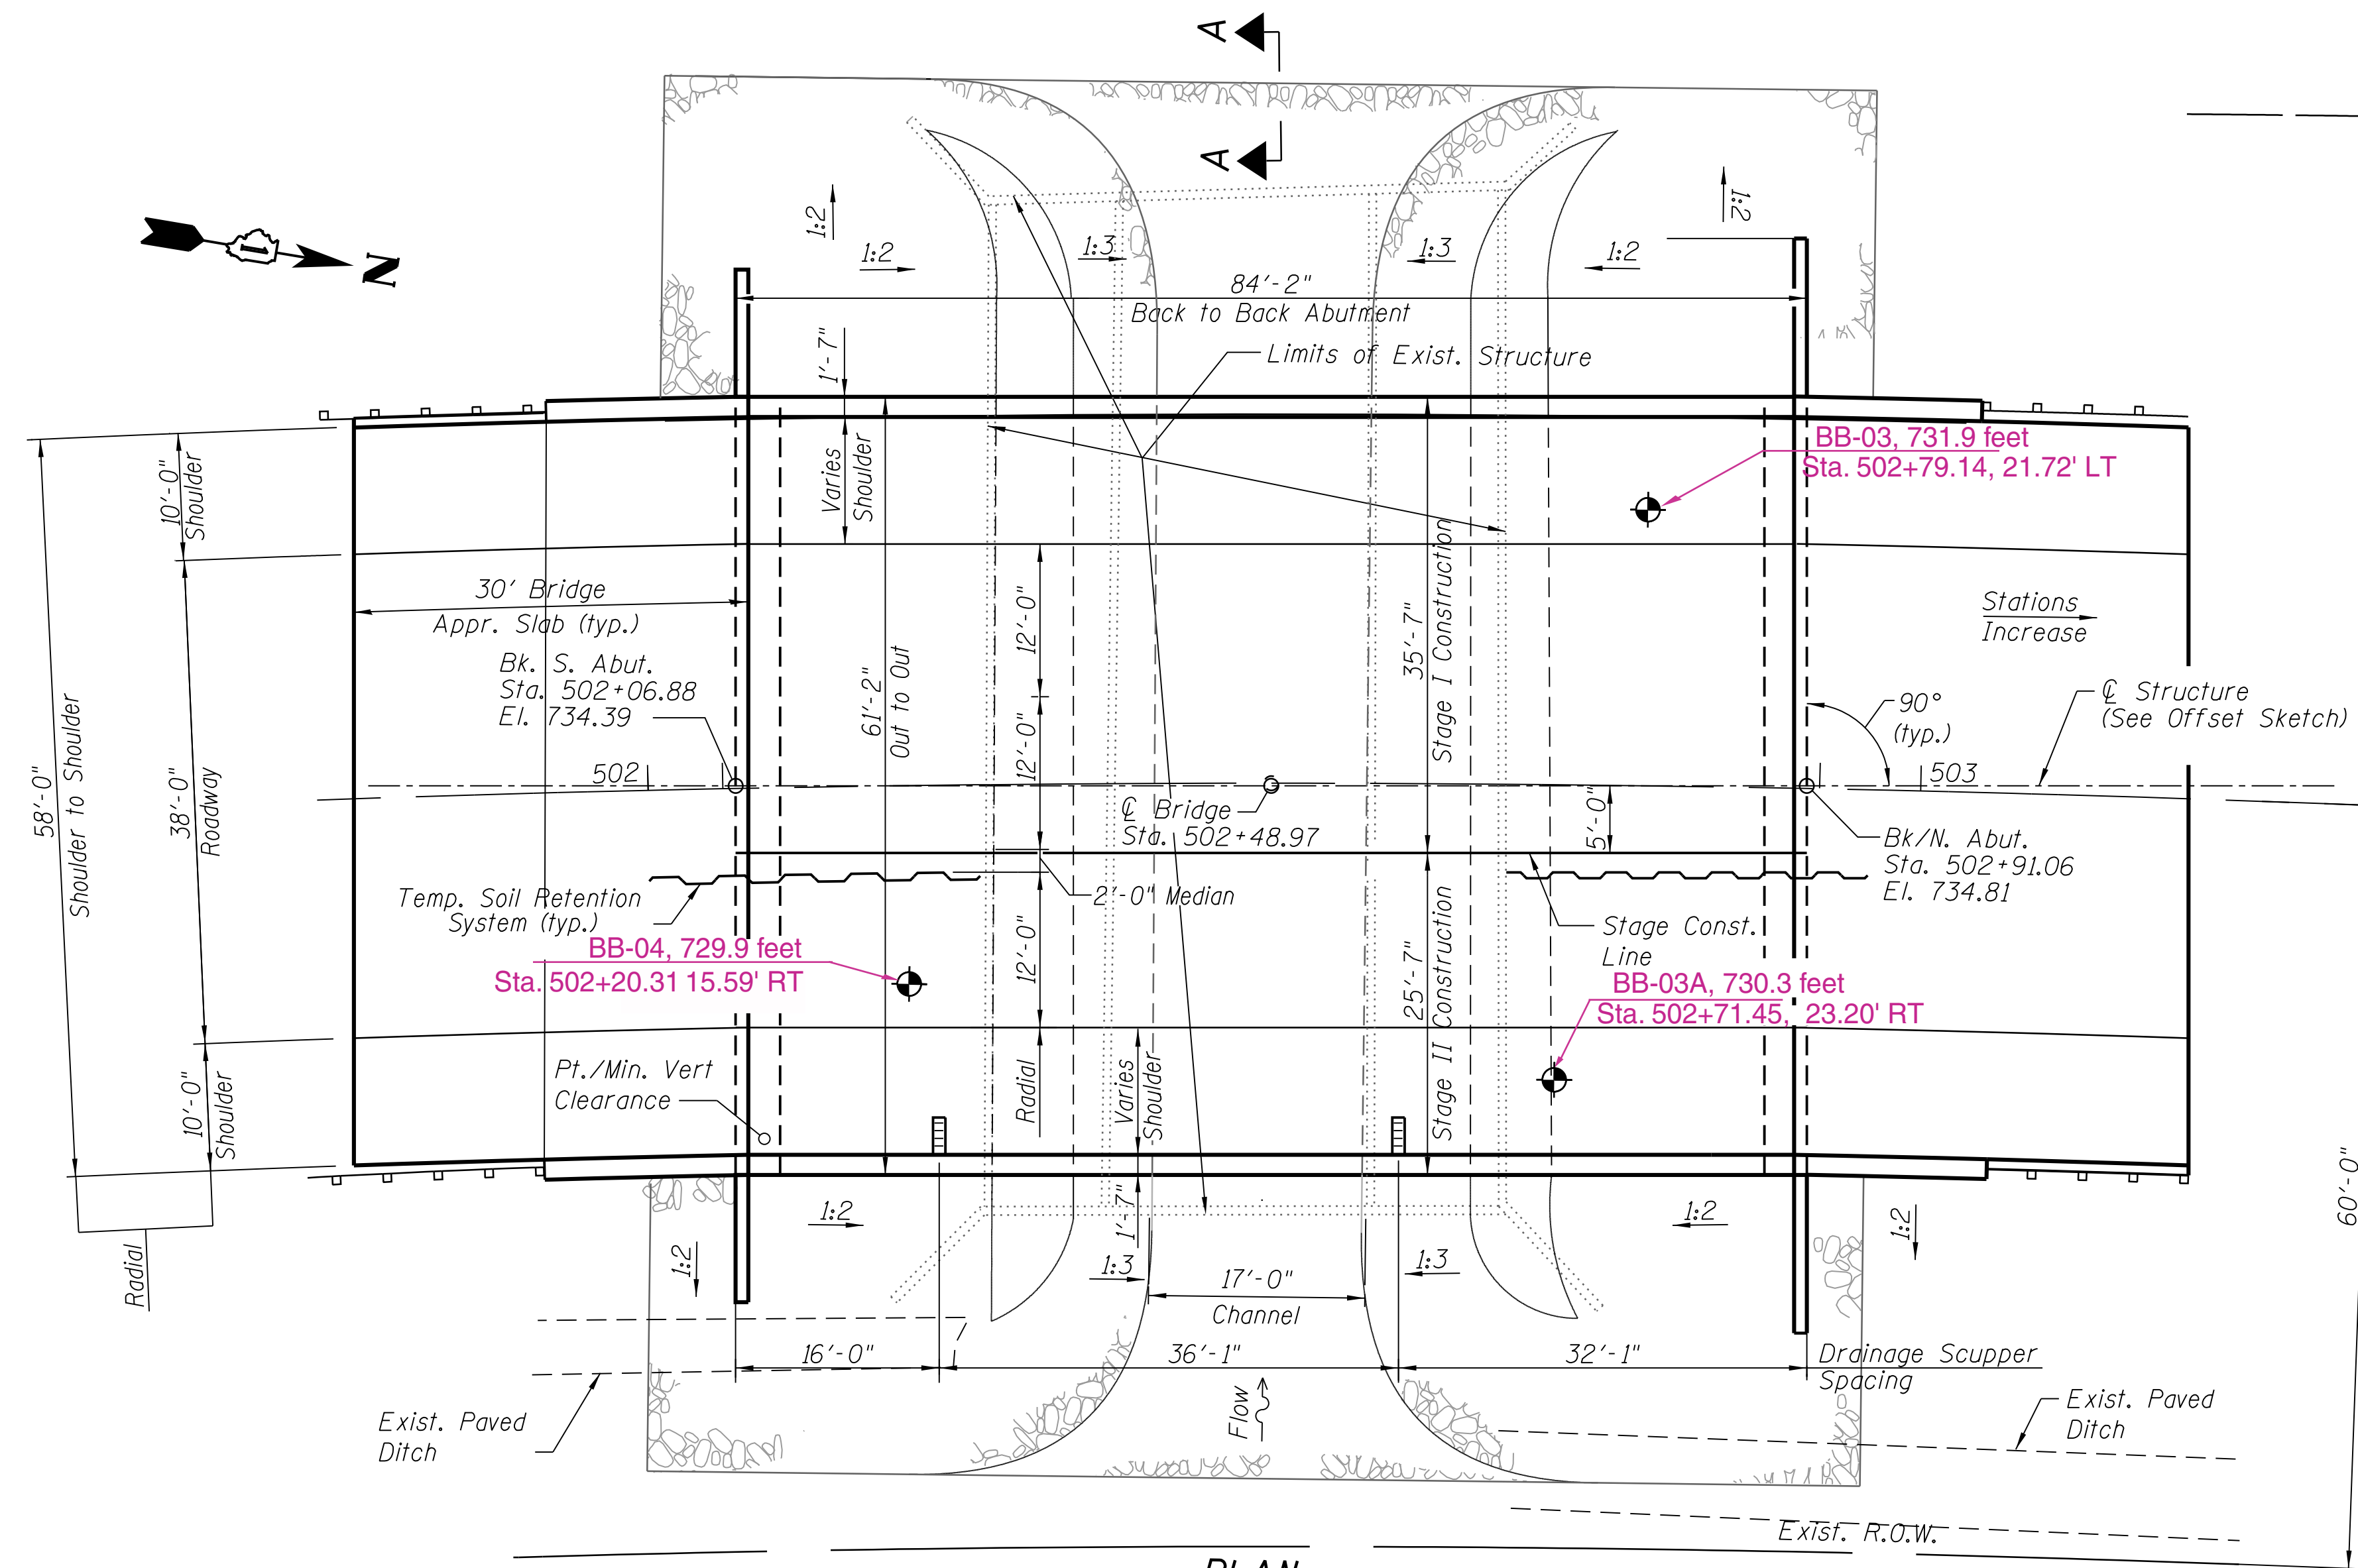 A
A
N
1:2
1:2
1:3
1:3
1:2
1:2
84'-2"
Back to Back Abutment
Limits of Exist. Structure
1'-7"
BB-03, 731.9 feet
Sta. 502+79.14, 21.72' LT
10'-0"
Shoulder
Varies
Shoulder
30' Bridge
Appr. Slab (typ.)
Bk. S. Abut.
Sta. 502+06.88
El. 734.39
12'-0"
35'-7"
Stage I Construction
Stations
Increase
61'-2"
Out to Out
12'-0"
90°
(typ.)
℄ Structure
(See Offset Sketch)
58'-0"
Shoulder to Shoulder
38'-0"
Roadway
502
503
℄ Bridge
Sta. 502+48.97
5'-0"
Bk/N. Abut.
Sta. 502+91.06
El. 734.81
Temp. Soil Retention
System (typ.)
2'-0" Median
Stage Const.
Line
BB-04, 729.9 feet
Sta. 502+20.31 15.59' RT
12'-0"
25'-7"
Stage II Construction
BB-03A, 730.3 feet
Sta. 502+71.45, 23.20' RT
Pt./Min. Vert
Clearance
10'-0"
Shoulder
Radial
Varies
Shoulder
1'-7"
Radial
1:2
1:2
1:3
1:3
1:2
1:2
60'-0"
17'-0"
Channel
16'-0"
36'-1"
32'-1"
Drainage Scupper
Spacing
Flow
Exist. Paved
Ditch
Exist. Paved
Ditch
Exist. R.O.W.
PLAN